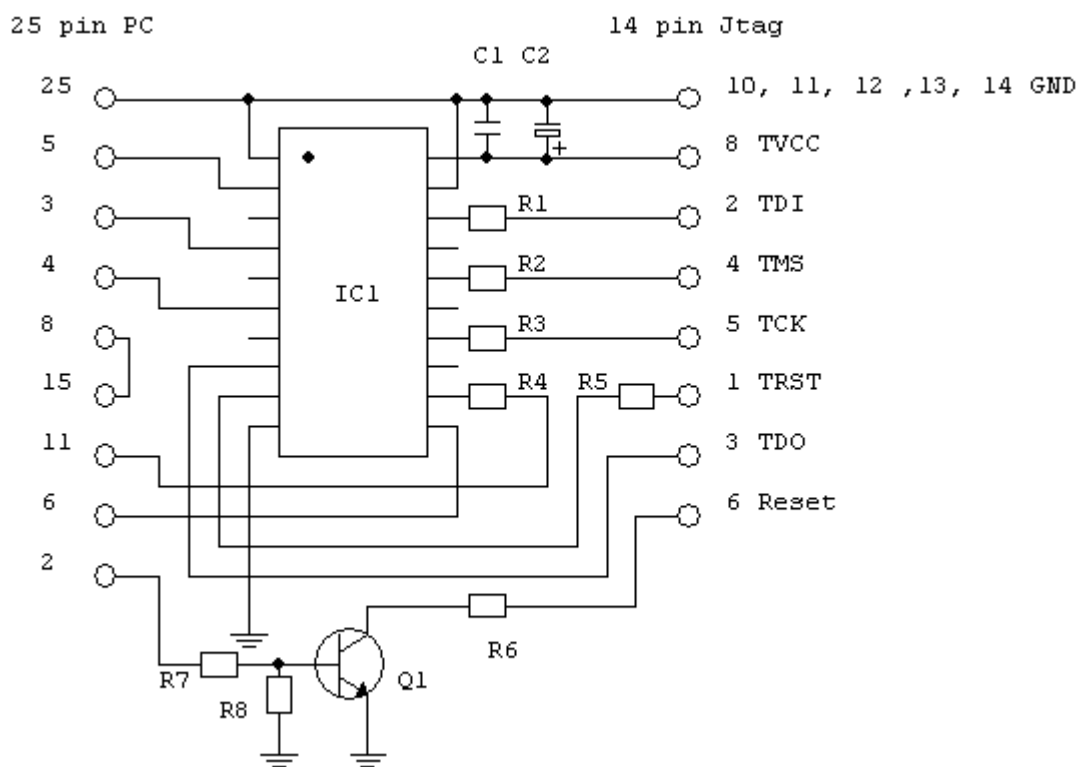 25 pin PC
14 pin Jtag
C1 C2
25
10, 11, 12 ,13, 14 GND
5
8 TVCC
+
3
R1
2 TDI
4
R2
4 TMS
IC1
8
R3
5 TCK
15
R4
R5
1 TRST
11
3 TDO
6
6 Reset
2
R6
R7
Q1
R8